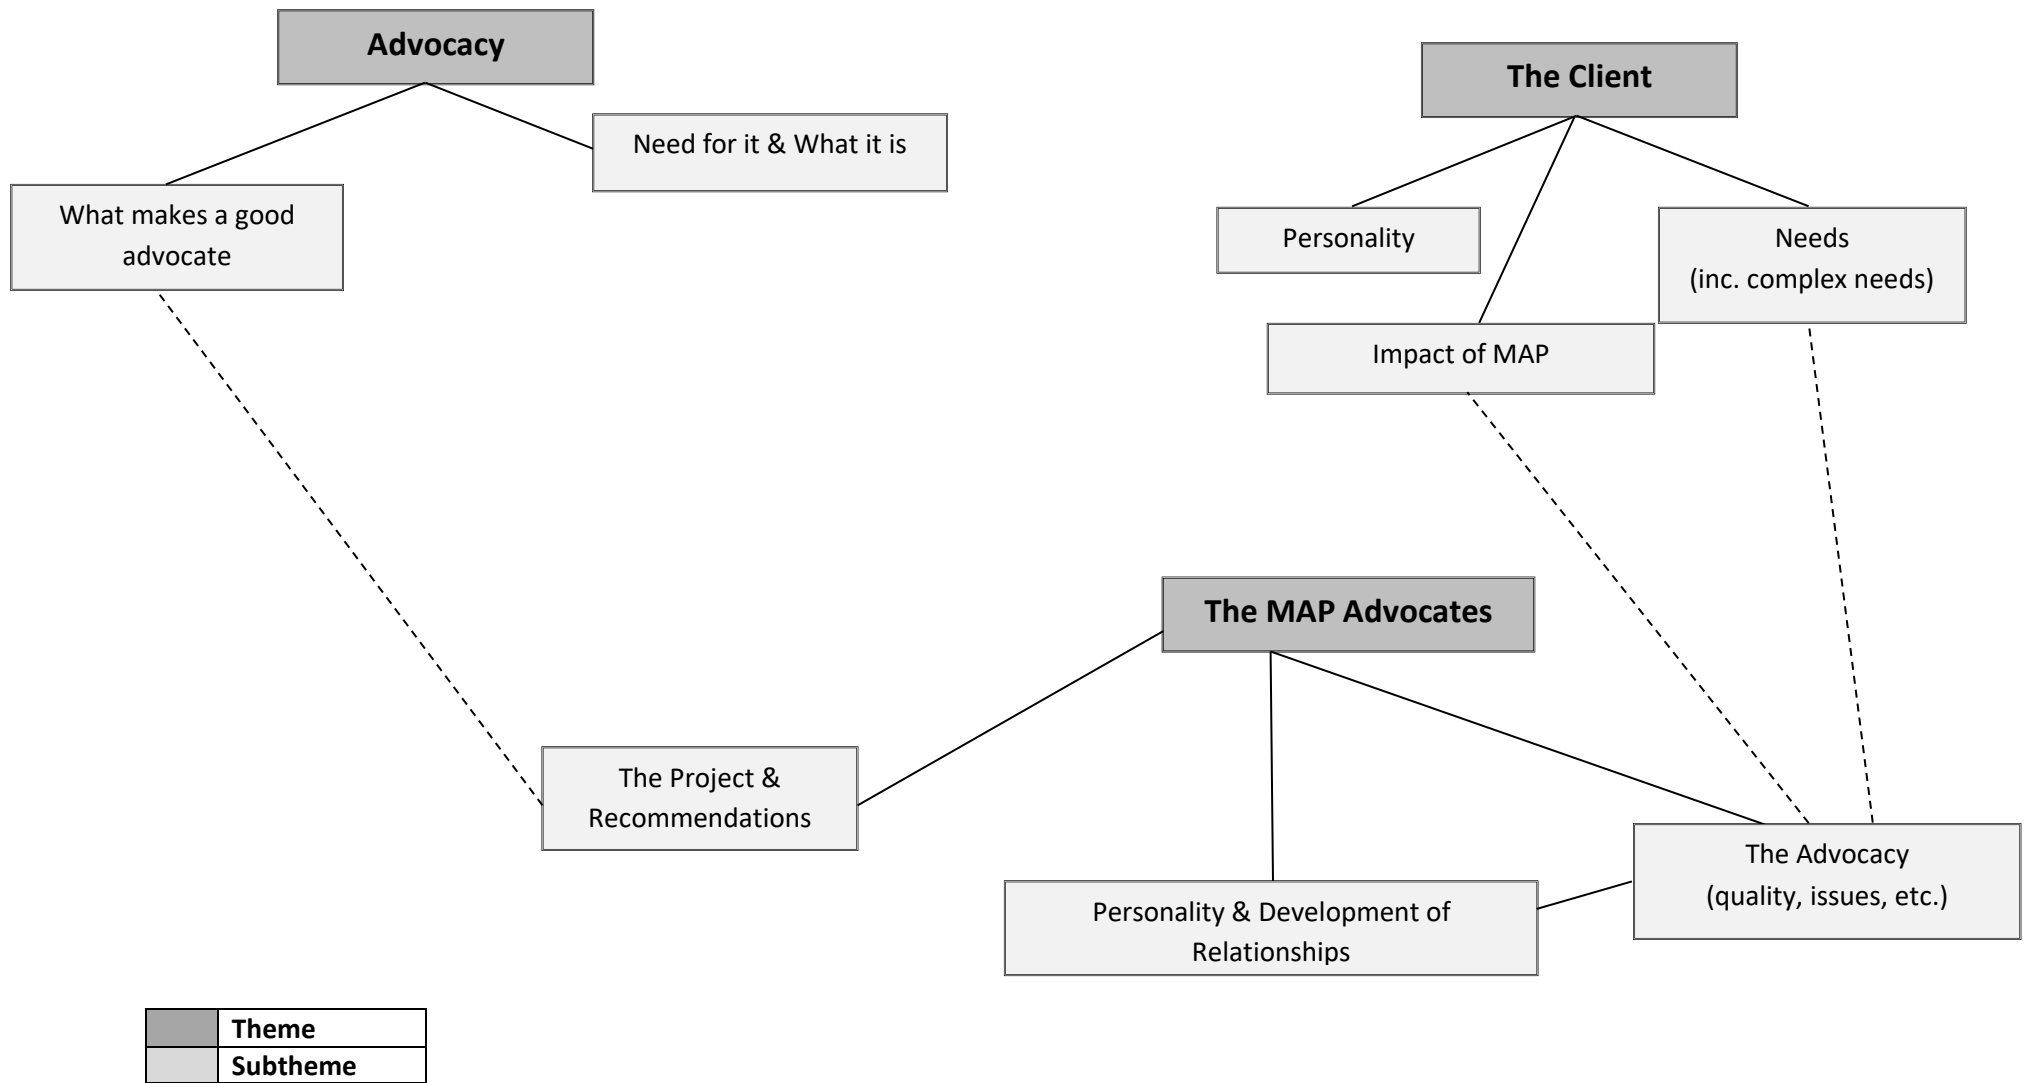 Advocacy
The Client
Need for it & What it is
What makes a good
advocate
Personality
Needs
(inc. complex needs)
Impact of MAP
The MAP Advocates
The Project &
Recommendations
The Advocacy
(quality, issues, etc.)
Personality & Development of
Relationships
Theme
Subtheme